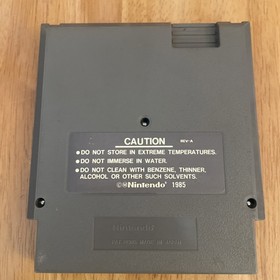 CAUTION REV-A
• DO NOT STORE IN EXTREME TEMPERATURES.
• DO NOT IMMERSE IN WATER.
• DO NOT CLEAN WITH BENZENE, THINNER,
ALCOHOL OR OTHER SUCH SOLVENTS.
©™Nintendo® 1985